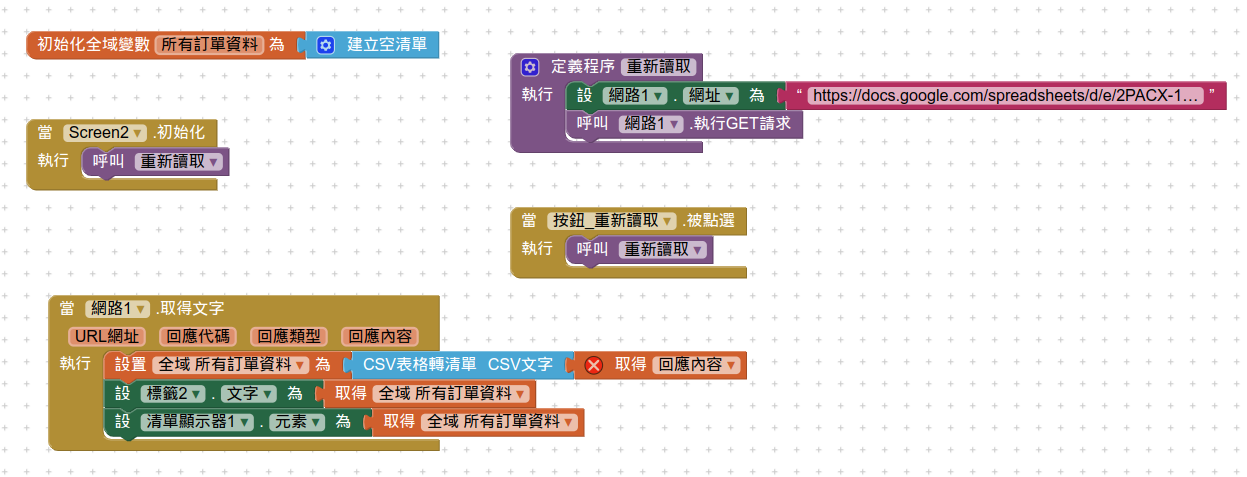 初始化全域變數 所有訂單資料 為 建立空清單
當 Screen2 .初始化
執行 呼叫 重新讀取
定義程序 重新讀取
執行 設 網路1 . 網址 為 “ https://docs.google.com/spreadsheets/d/e/2PACX-1... ”
呼叫 網路1 .執行GET請求
當 按鈕_重新讀取 .被點選
執行 呼叫 重新讀取
當 網路1 .取得文字
URL網址 回應代碼 回應類型 回應內容
執行 設置 全域 所有訂單資料 為 CSV表格轉清單 CSV文字 取得 回應內容
設 標籤2 . 文字 為 取得 全域 所有訂單資料
設 清單顯示器1 . 元素 為 取得 全域 所有訂單資料